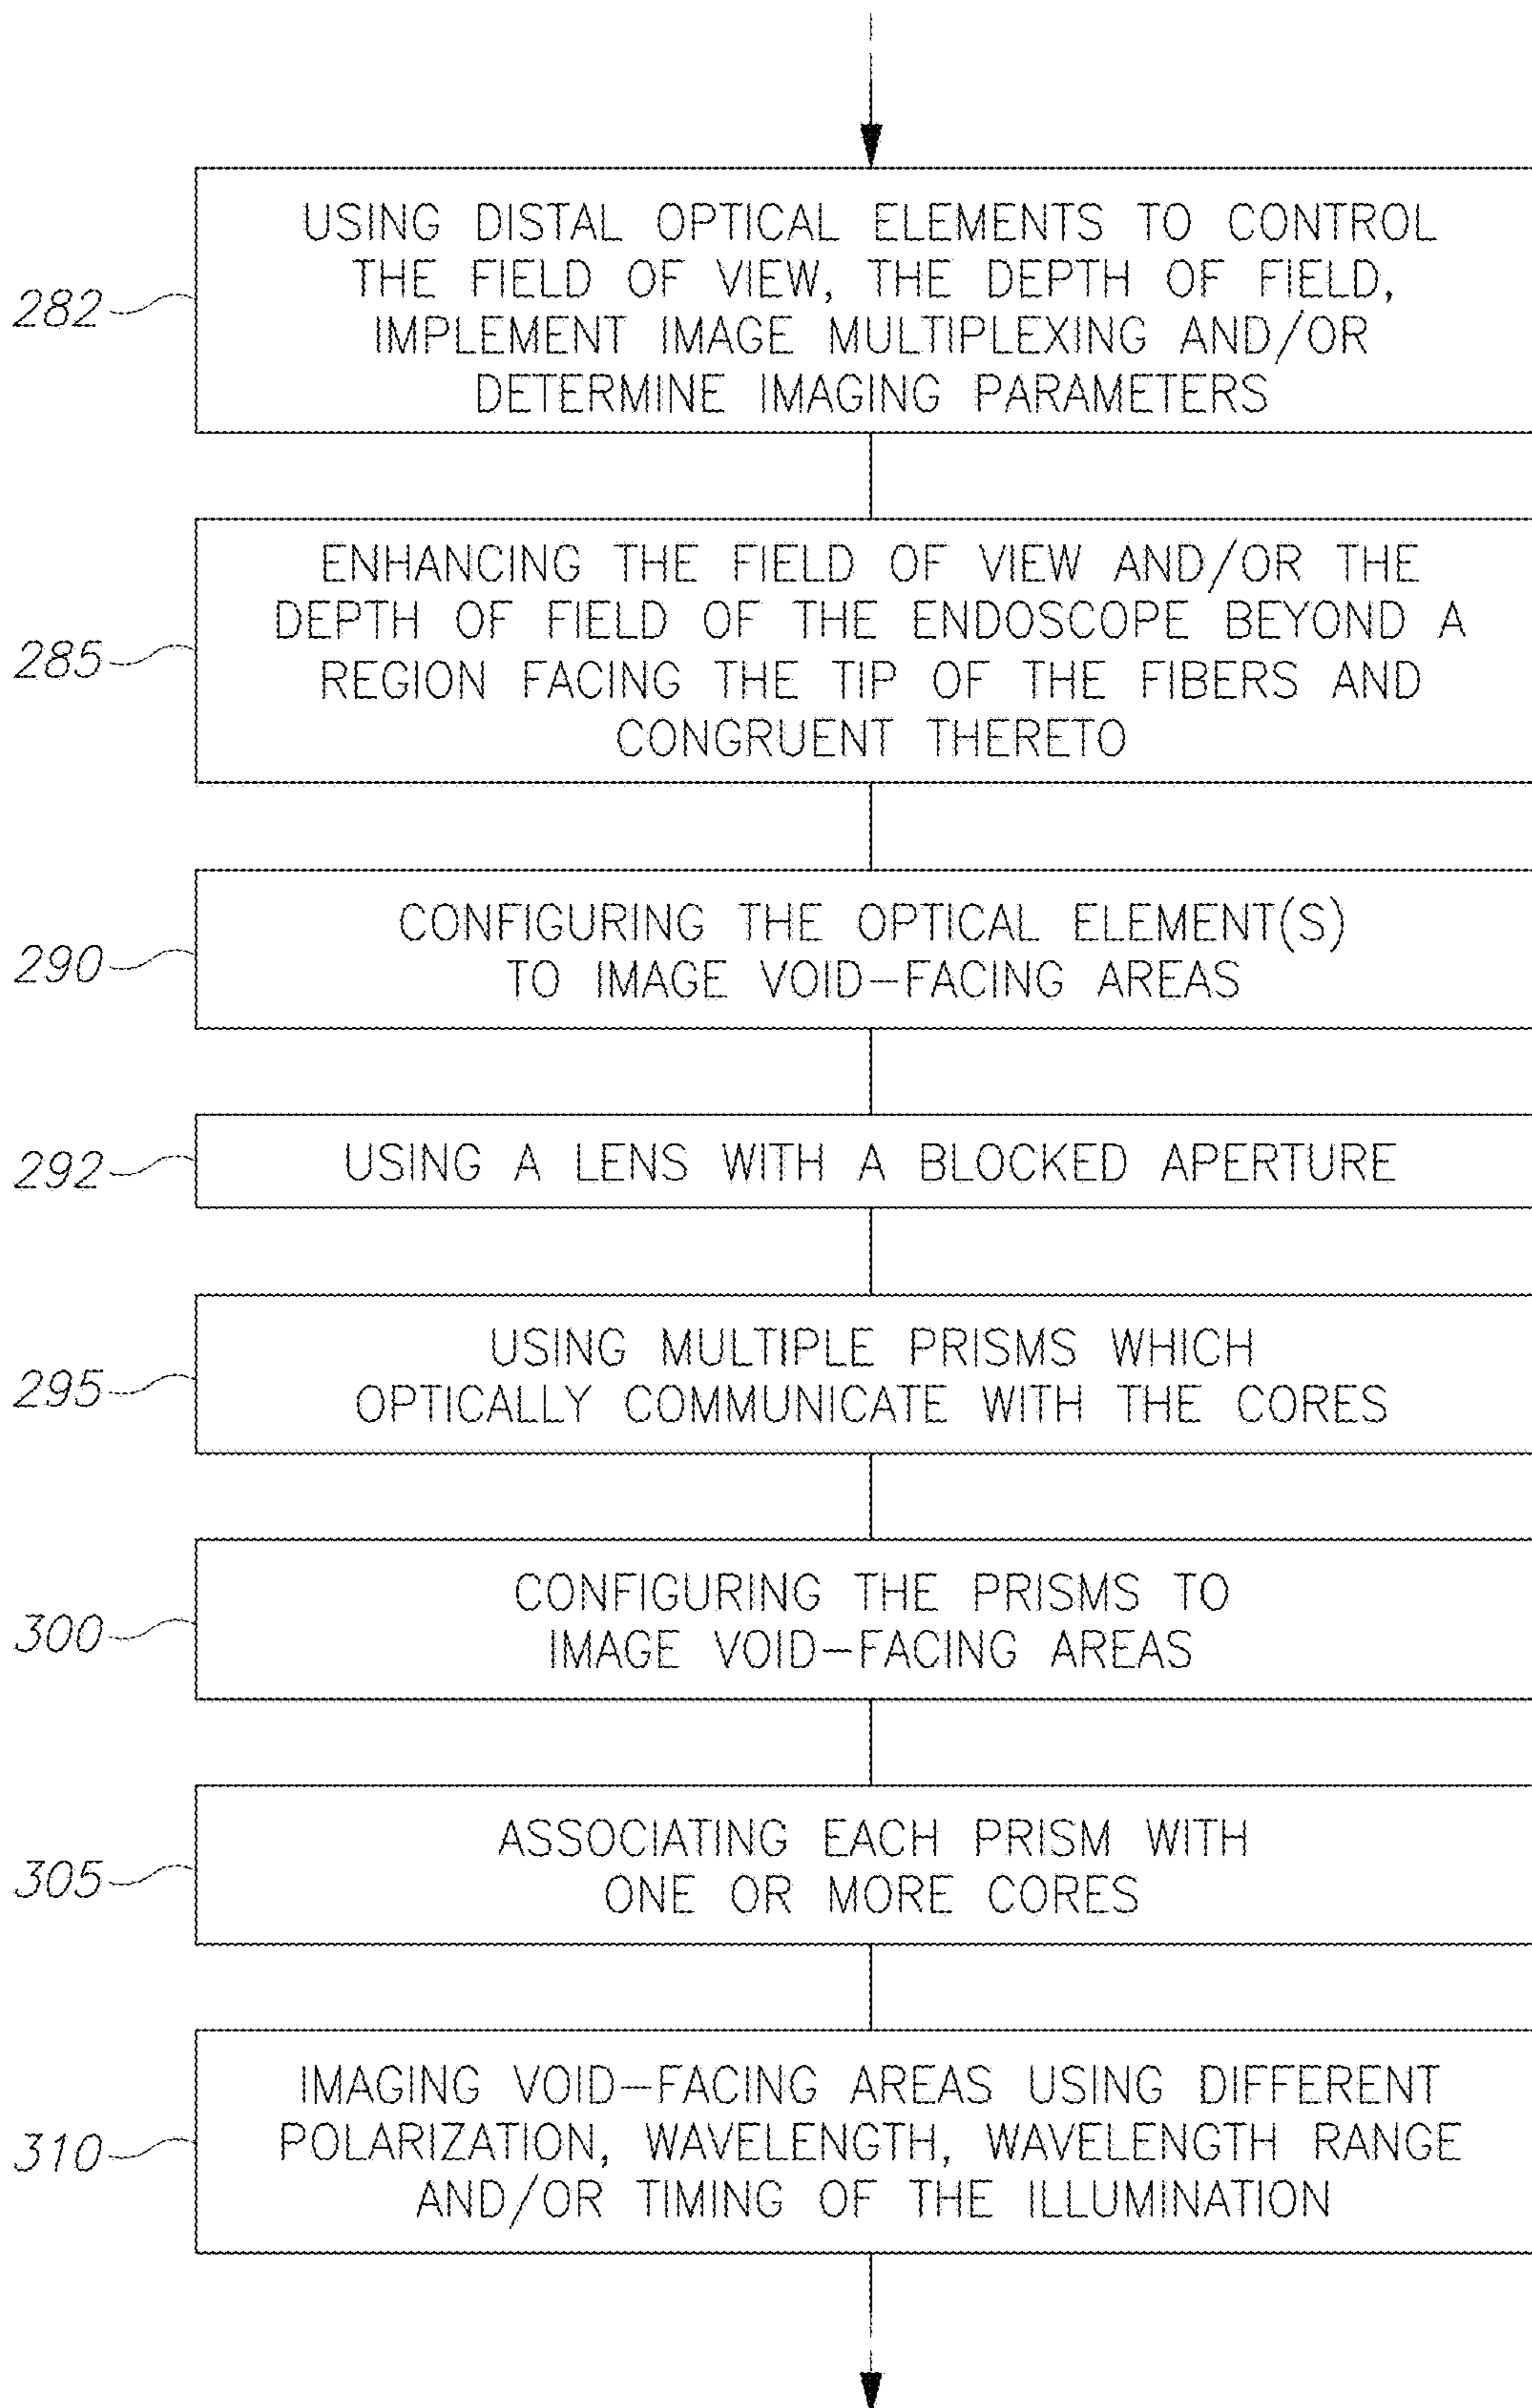 282
USING DISTAL OPTICAL ELEMENTS TO CONTROL
THE FIELD OF VIEW, THE DEPTH OF FIELD,
IMPLEMENT IMAGE MULTIPLEXING AND/OR
DETERMINE IMAGING PARAMETERS
285
ENHANCING THE FIELD OF VIEW AND/OR THE
DEPTH OF FIELD OF THE ENDOSCOPE BEYOND A
REGION FACING THE TIP OF THE FIBERS AND
CONGRUENT THERETO
290
CONFIGURING THE OPTICAL ELEMENT(S)
TO IMAGE VOID-FACING AREAS
292
USING A LENS WITH A BLOCKED APERTURE
295
USING MULTIPLE PRISMS WHICH
OPTICALLY COMMUNICATE WITH THE CORES
300
CONFIGURING THE PRISMS TO
IMAGE VOID-FACING AREAS
305
ASSOCIATING EACH PRISM WITH
ONE OR MORE CORES
310
IMAGING VOID-FACING AREAS USING DIFFERENT
POLARIZATION, WAVELENGTH, WAVELENGTH RANGE
AND/OR TIMING OF THE ILLUMINATION